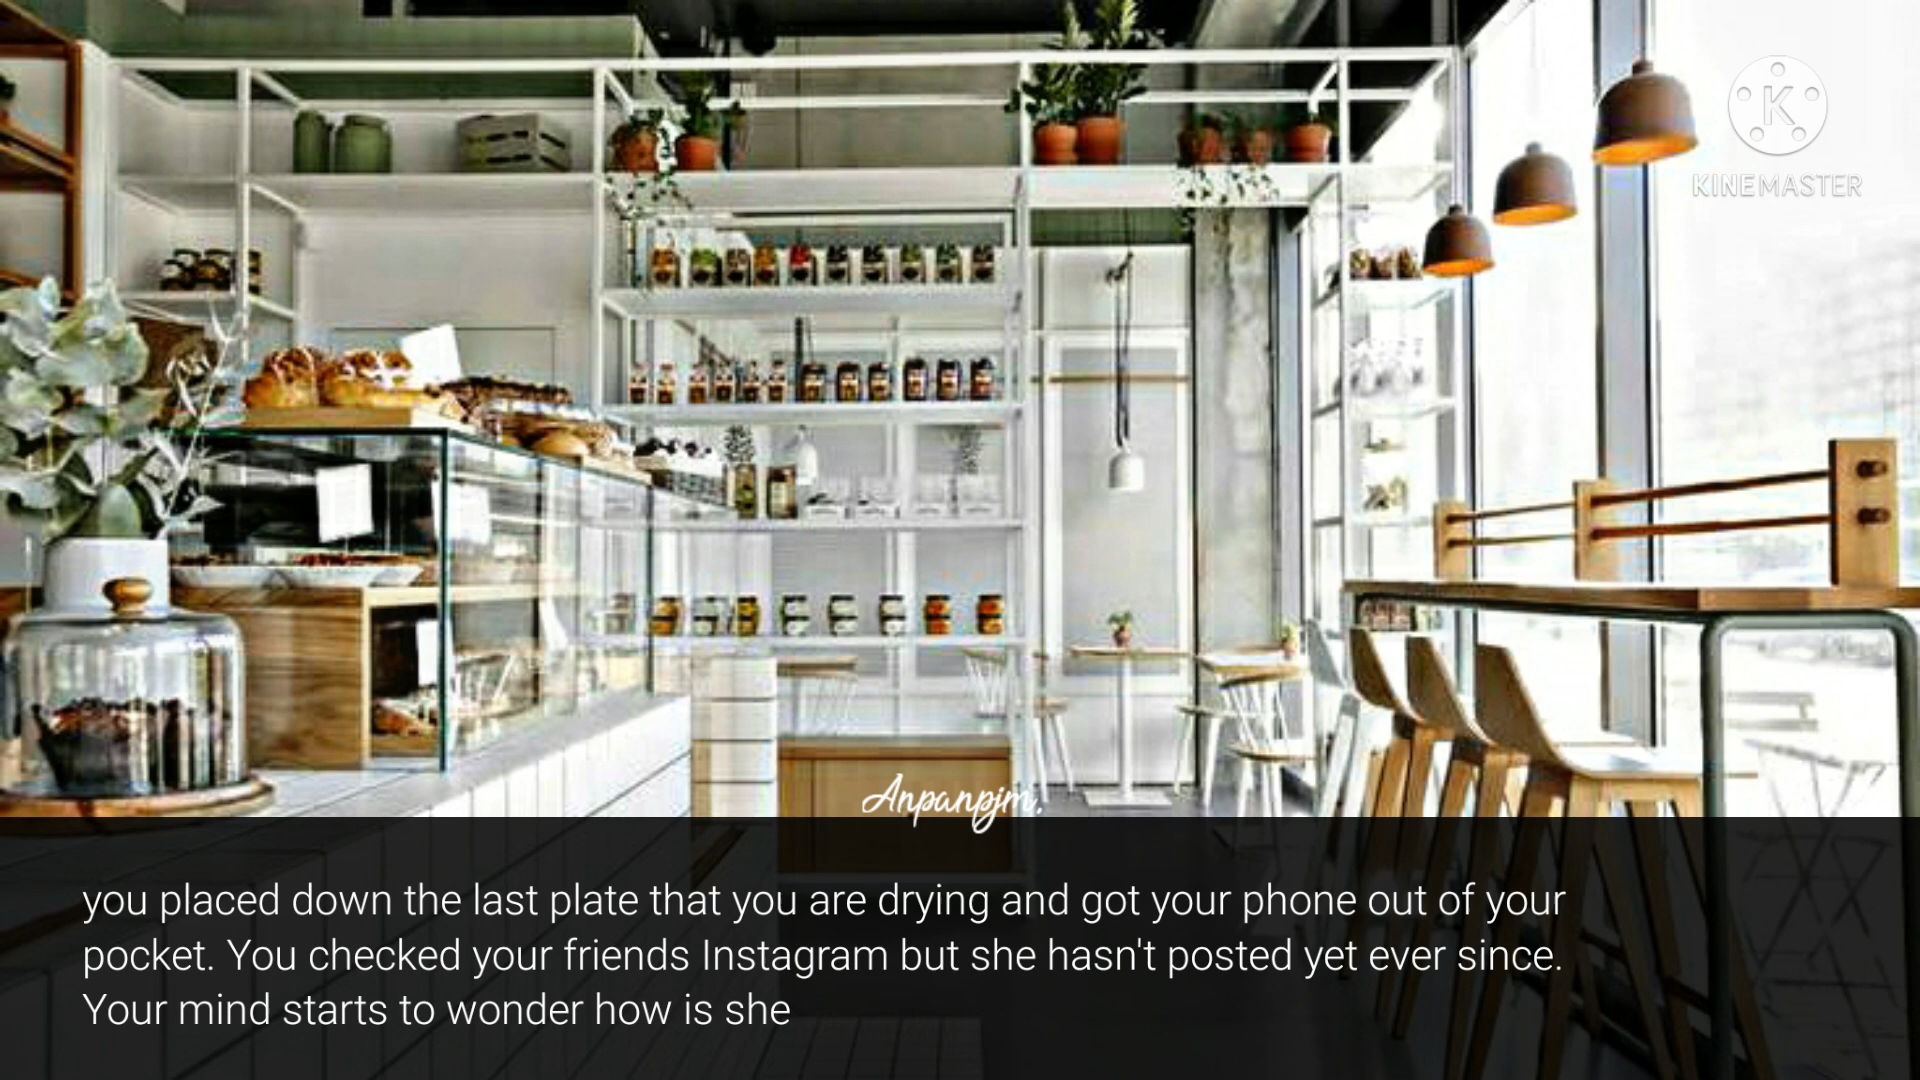 KINEMASTER
Anpanpjm.
you placed down the last plate that you are drying and got your phone out of your
pocket. You checked your friends Instagram but she hasn't posted yet ever since.
Your mind starts to wonder how is she